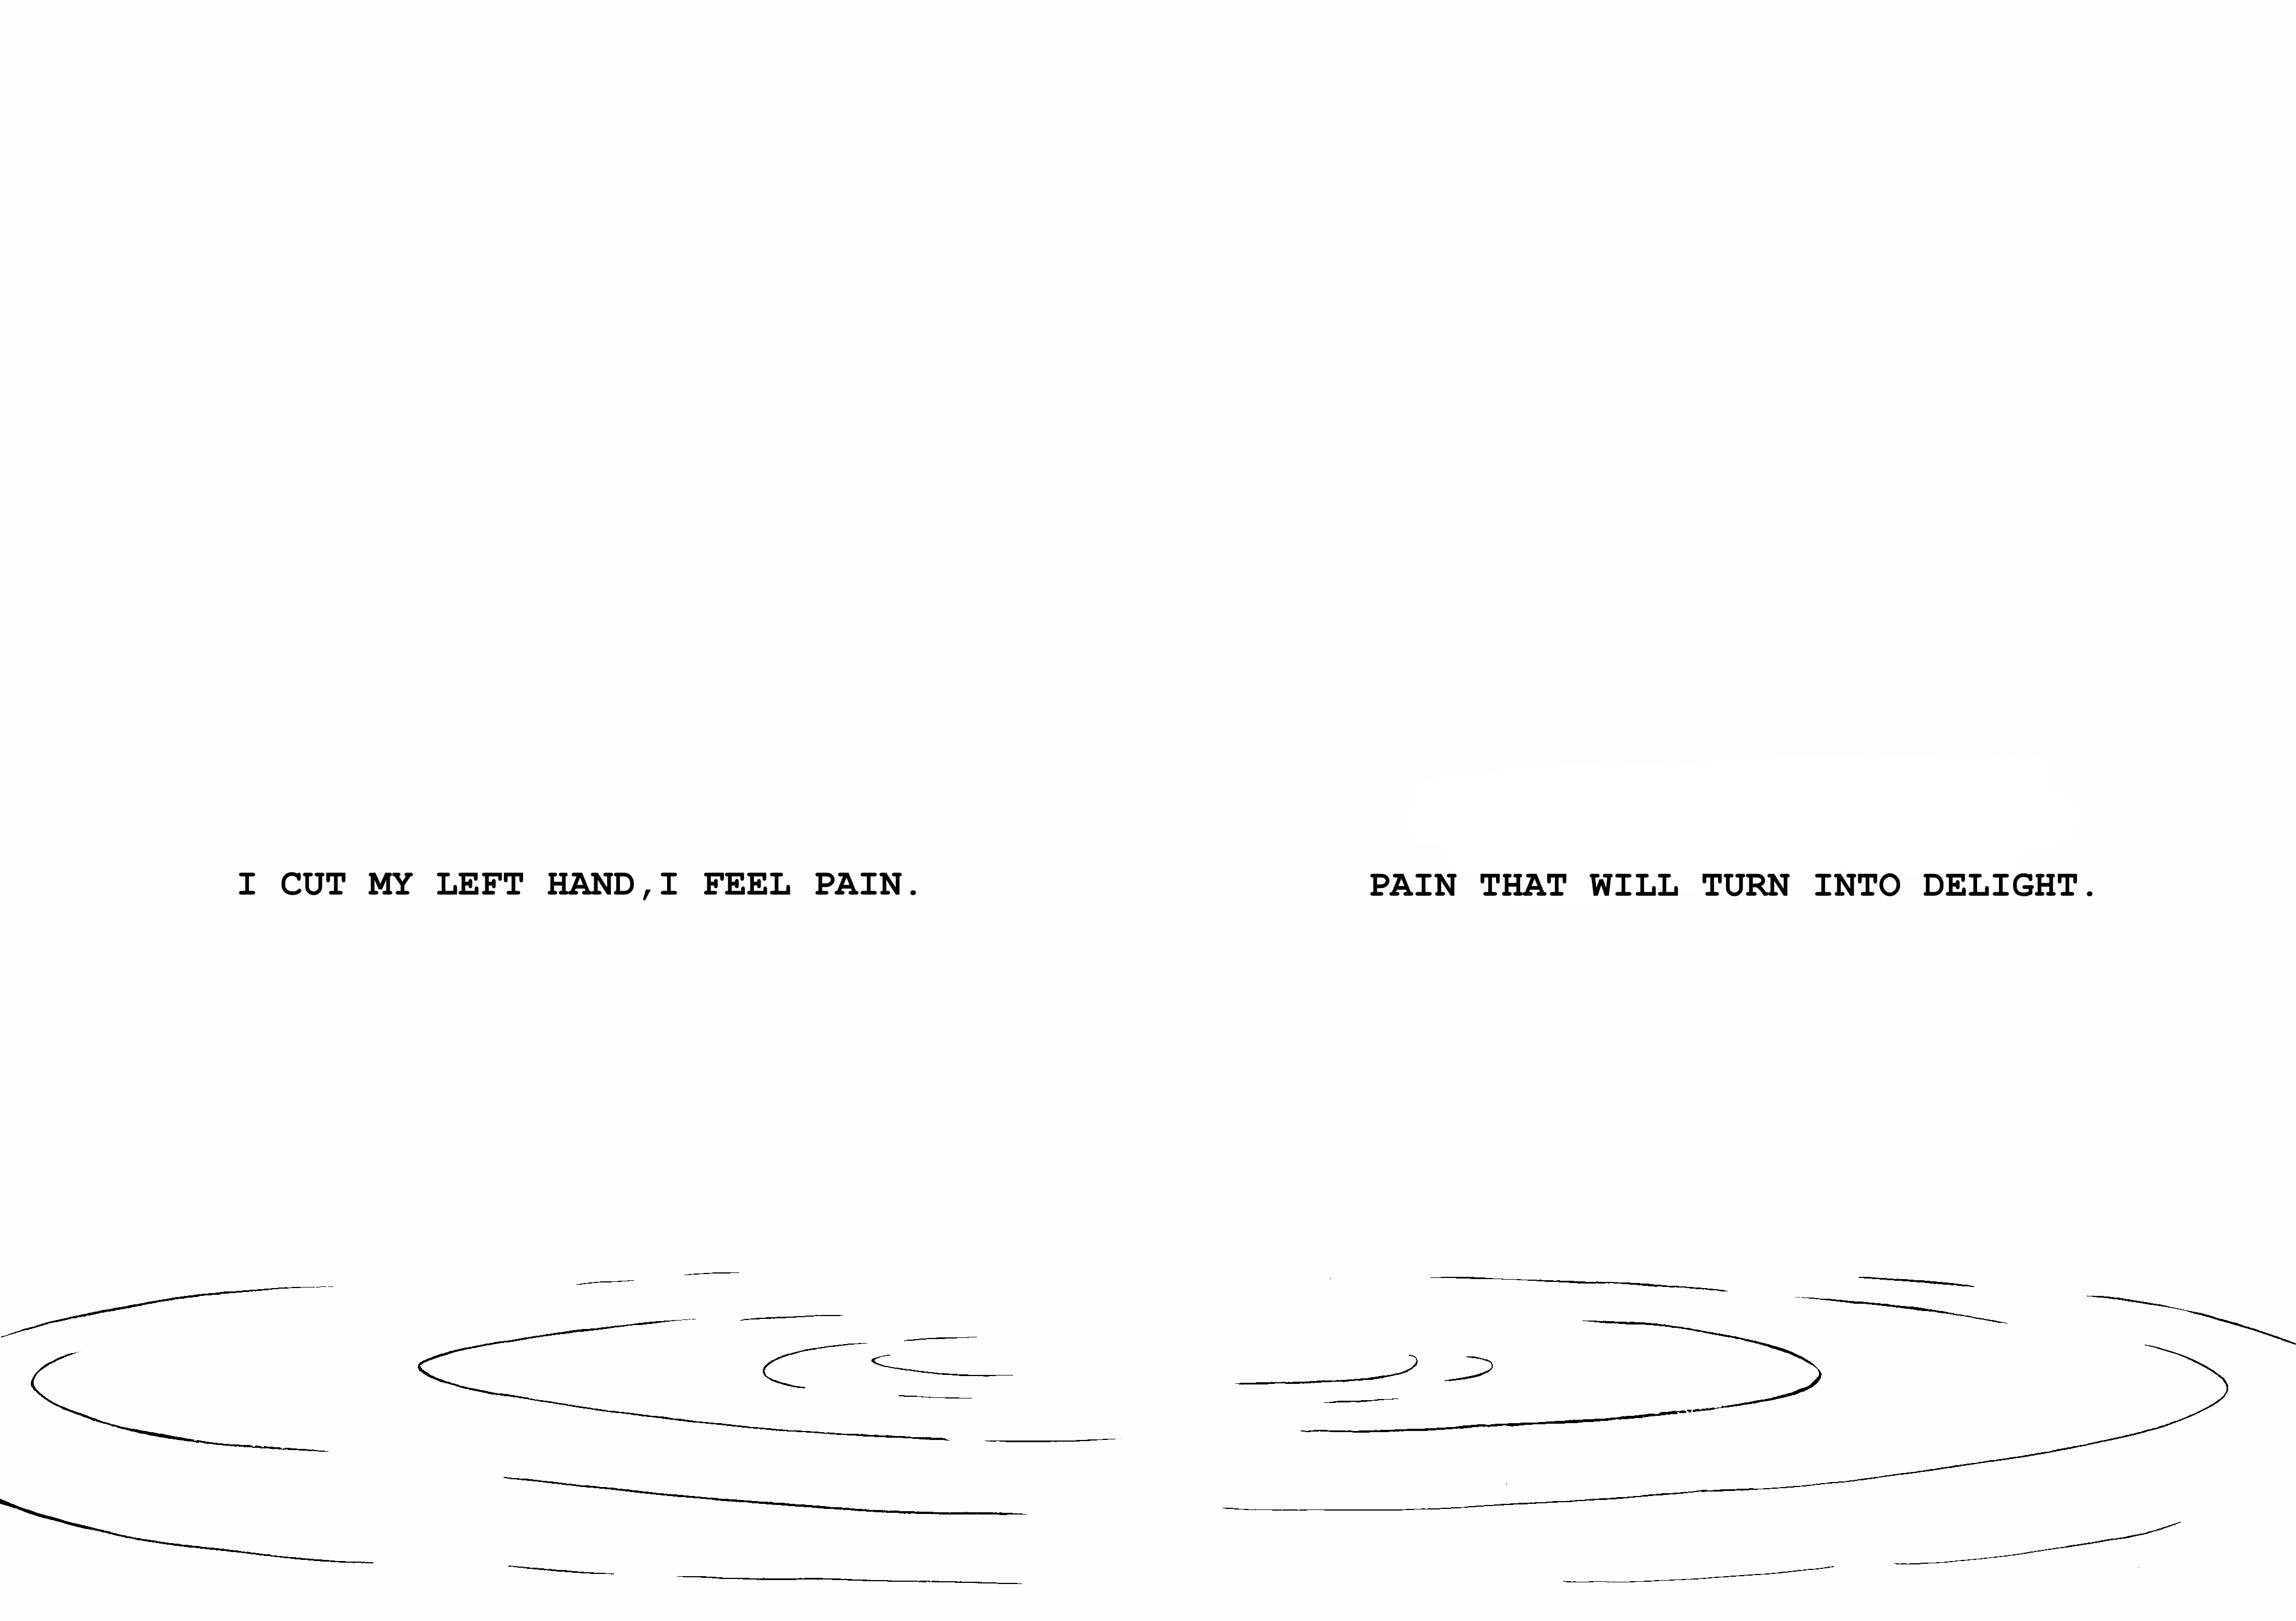 I CUT MY LEFT HAND,I FEEL PAIN.
PAIN THAT WILL TURN INTO DELIGHT.